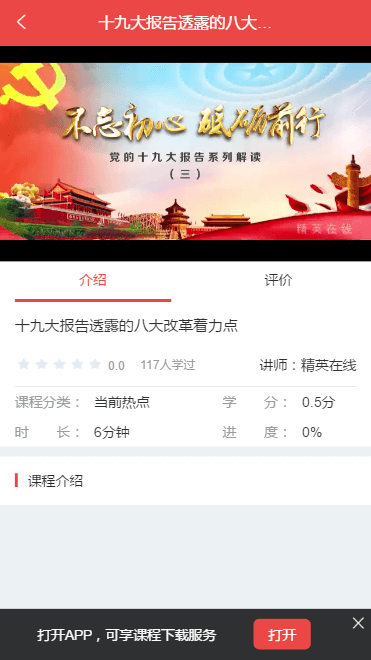 十九大报告透露的八大...
不忘初心 砥砺前行
党的十九大报告系列解读
（三）
精英在线
介绍 评价
十九大报告透露的八大改革着力点
0.0 117人学过 讲师：精英在线
课程分类： 当前热点 学 分： 0.5分
时 长： 6分钟 进 度： 0%
课程介绍
打开APP，可享课程下载服务 打开